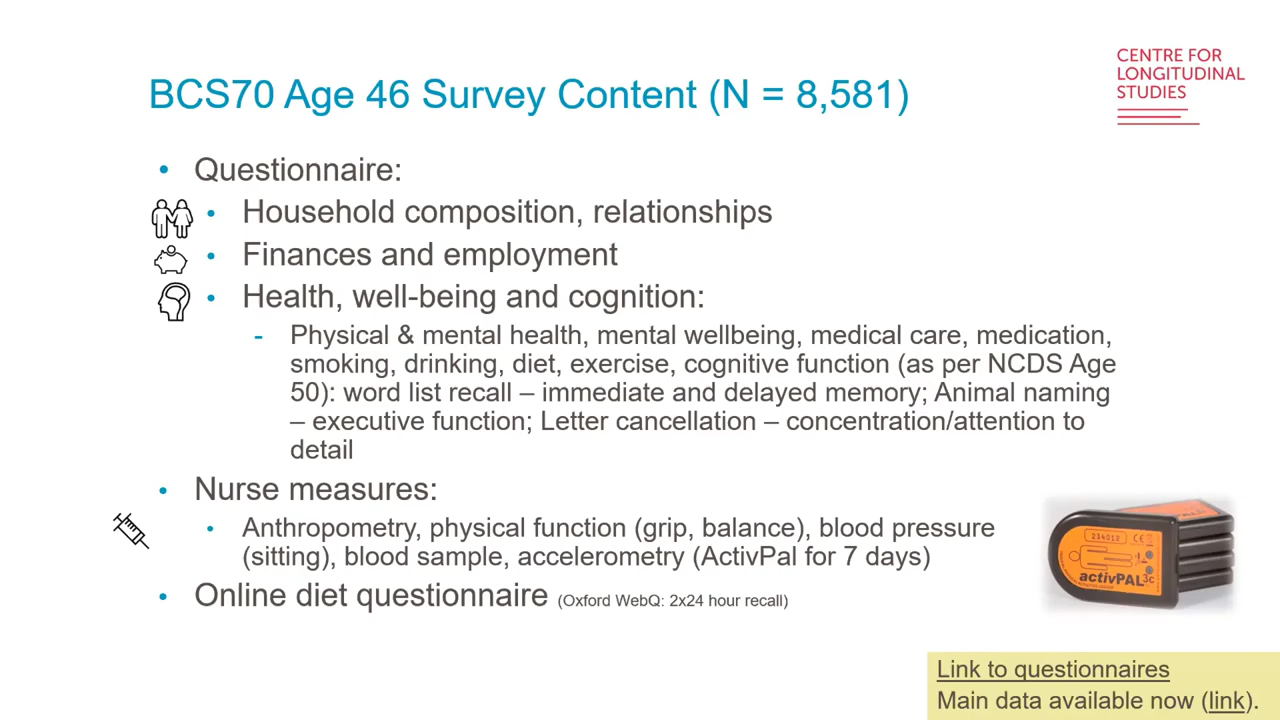 CENTRE FOR
LONGITUDINAL
STUDIES
BCS70 Age 46 Survey Content (N = 8,581)
• Questionnaire:
• Household composition, relationships
• Finances and employment
• Health, well-being and cognition:
- Physical & mental health, mental wellbeing, medical care, medication,
smoking, drinking, diet, exercise, cognitive function (as per NCDS Age
50): word list recall – immediate and delayed memory; Animal naming
– executive function; Letter cancellation – concentration/attention to
detail
• Nurse measures:
• Anthropometry, physical function (grip, balance), blood pressure
(sitting), blood sample, accelerometry (ActivPal for 7 days)
• Online diet questionnaire (Oxford WebQ: 2x24 hour recall)
234012
activPAL3c
Link to questionnaires
Main data available now (link).